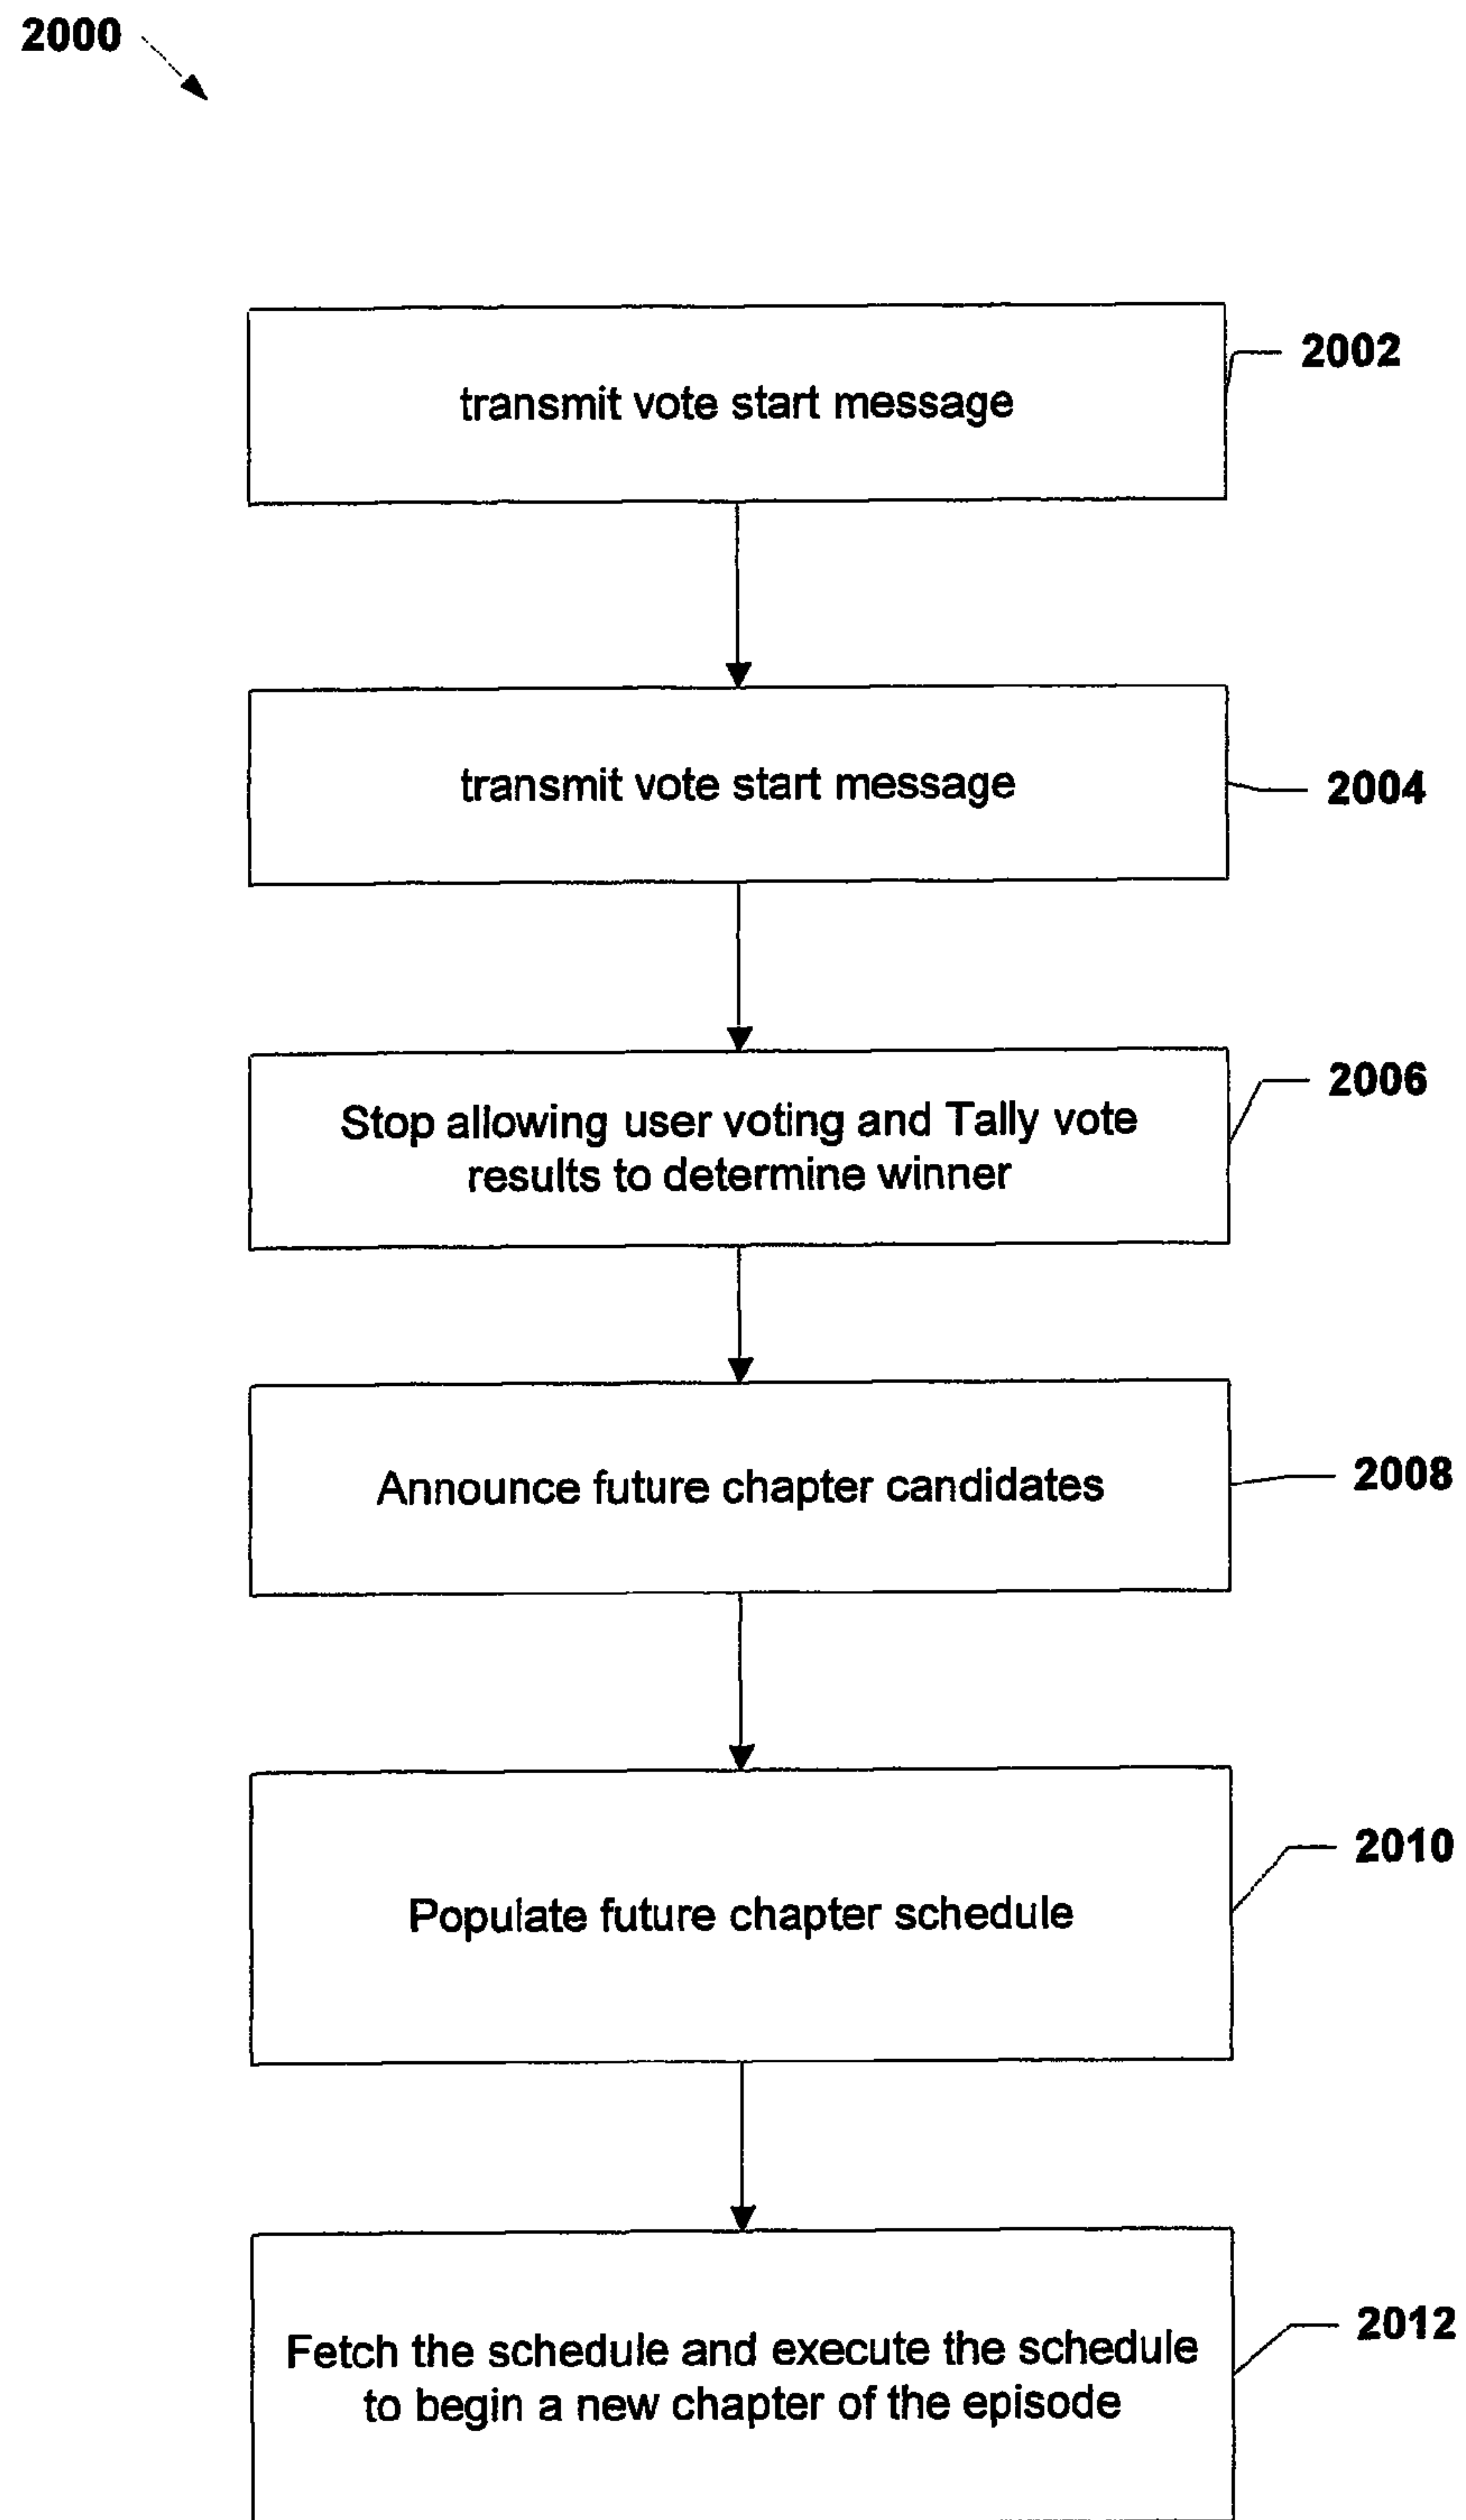 2000
transmit vote start message
2002
transmit vote start message
2004
Stop allowing user voting and Tally vote
results to determine winner
2006
Announce future chapter candidates
2008
Populate future chapter schedule
2010
Fetch the schedule and execute the schedule
to begin a new chapter of the episode
2012